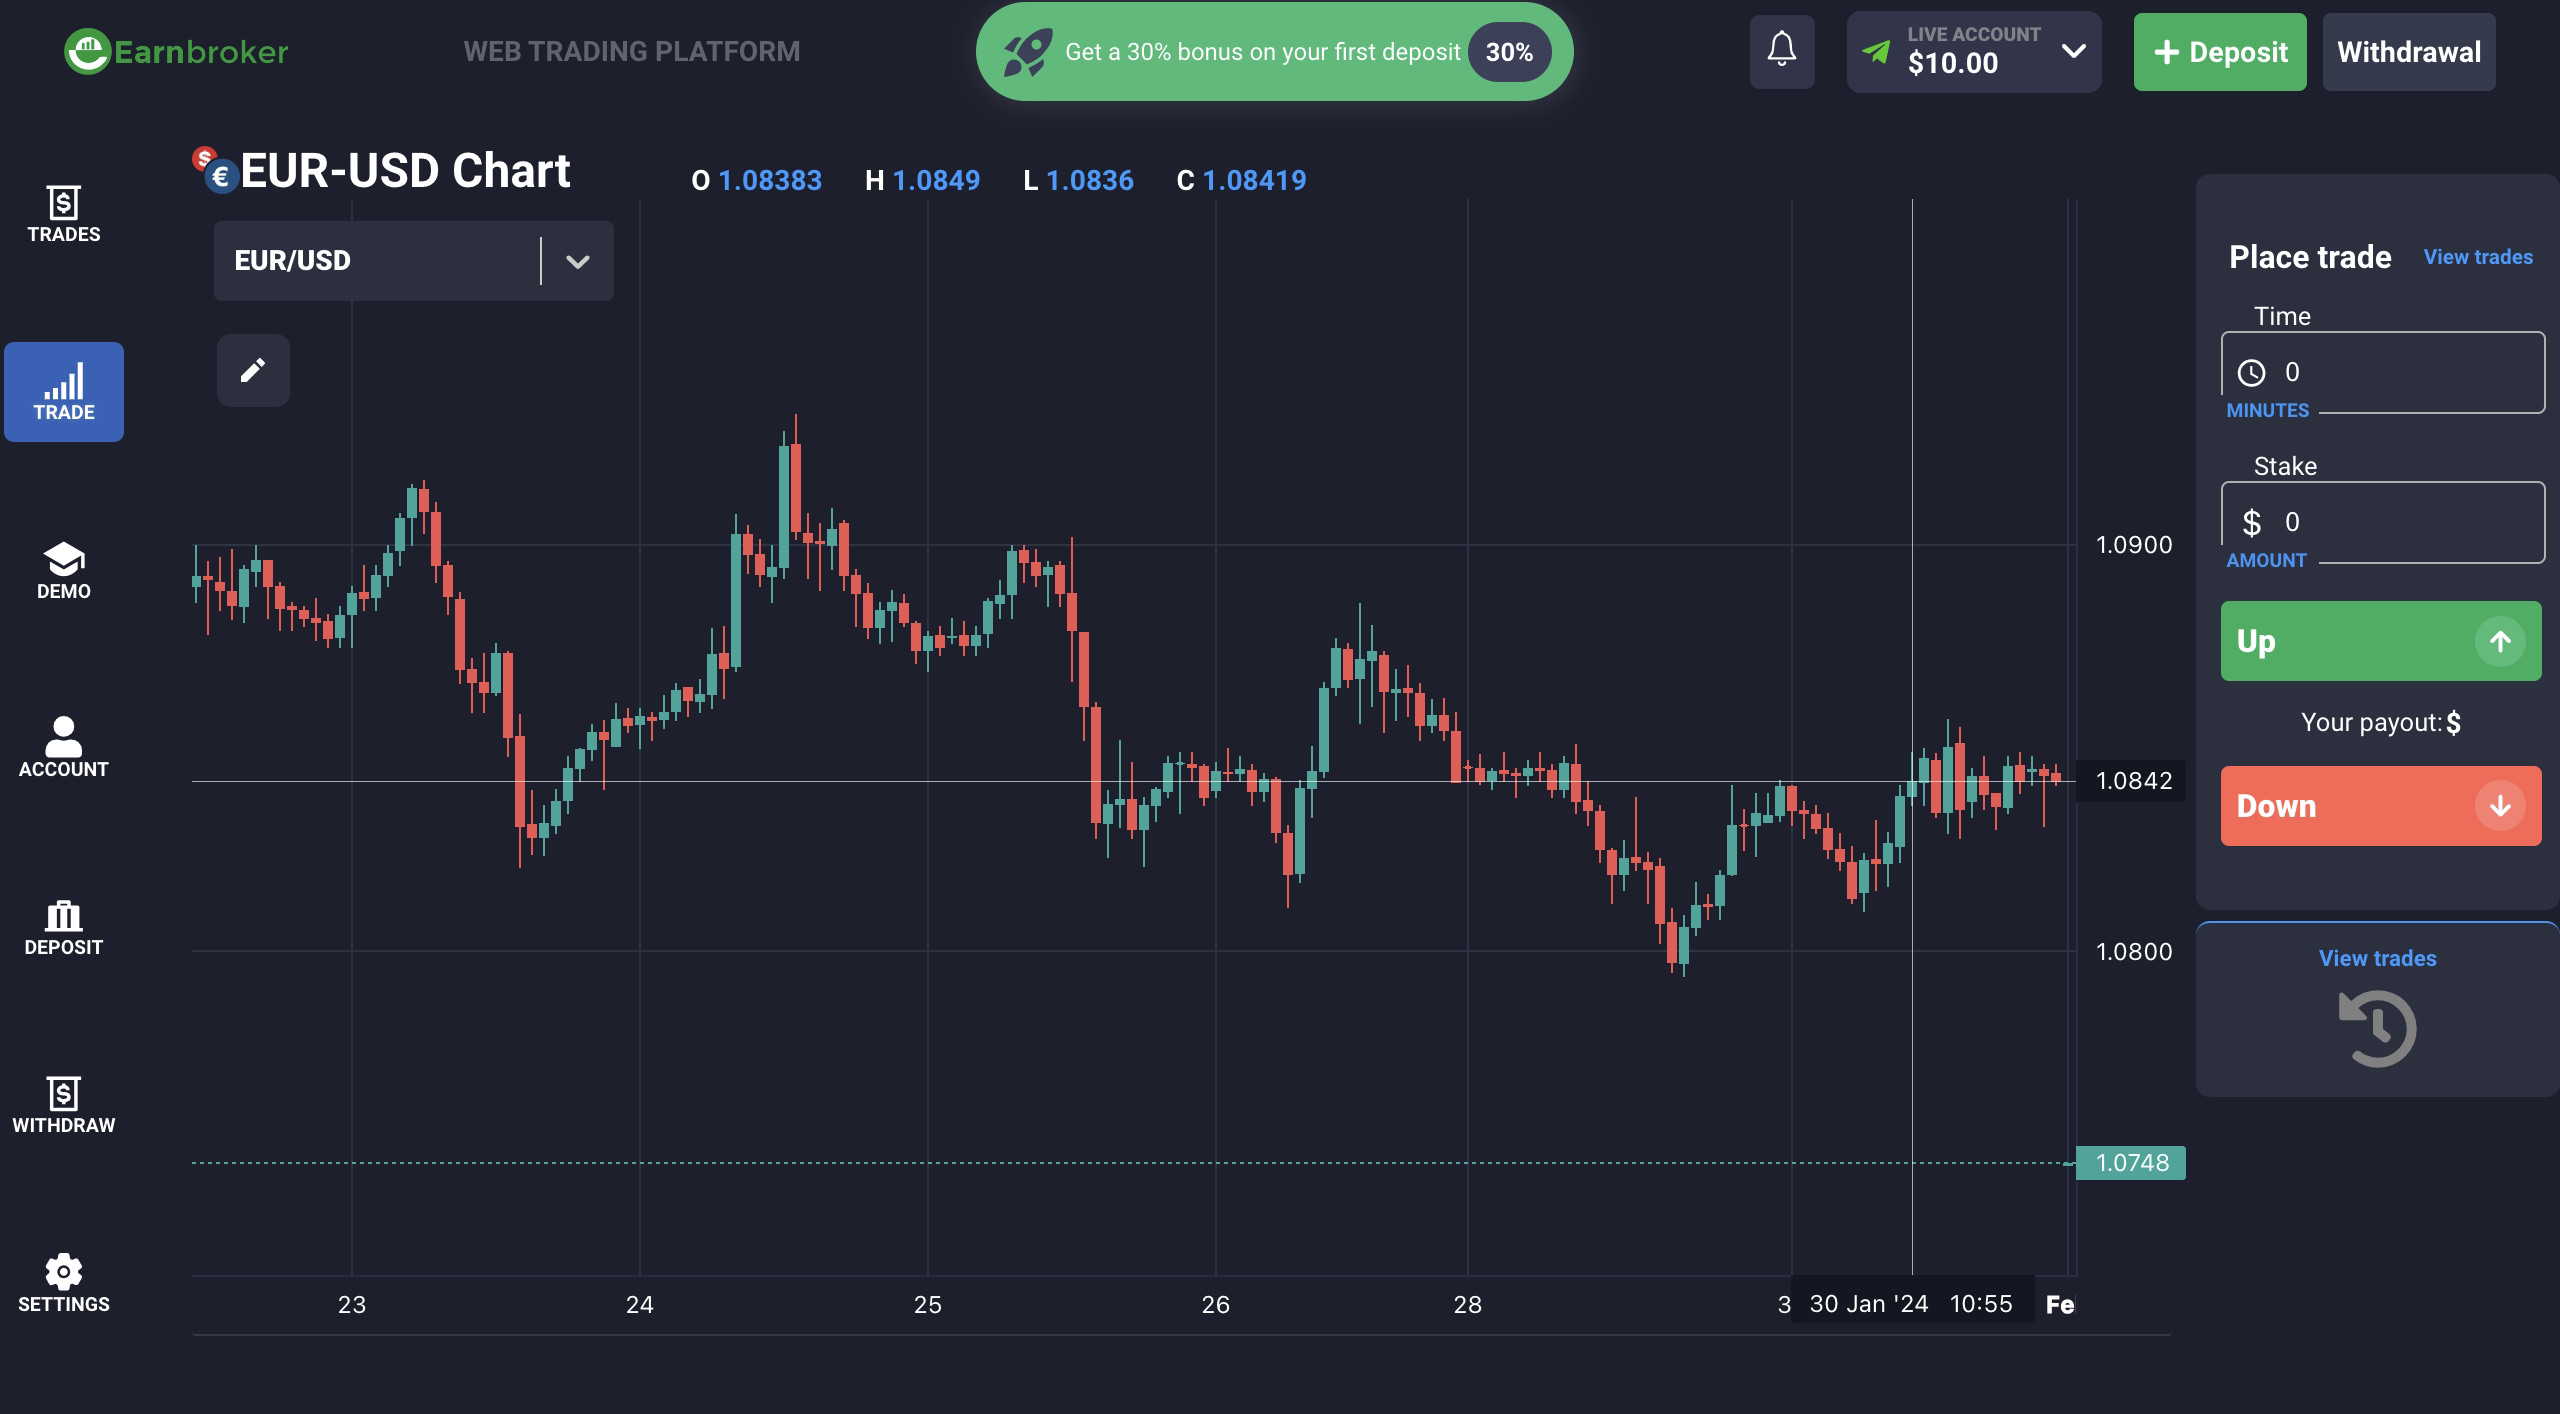 Earnbroker
WEB TRADING PLATFORM
Get a 30% bonus on your first deposit 30%
LIVE ACCOUNT
$10.00
+ Deposit
Withdrawal
$ € EUR-USD Chart
O 1.08383 H 1.0849 L 1.0836 C 1.08419
EUR/USD
TRADES
TRADE
DEMO
ACCOUNT
DEPOSIT
WITHDRAW
SETTINGS
1.0900
1.0842
1.0800
1.0748
23 24 25 26 28 3 30 Jan '24 10:55 Fe
Place trade View trades
Time
0
MINUTES
Stake
$ 0
AMOUNT
Up
Your payout: $
Down
View trades